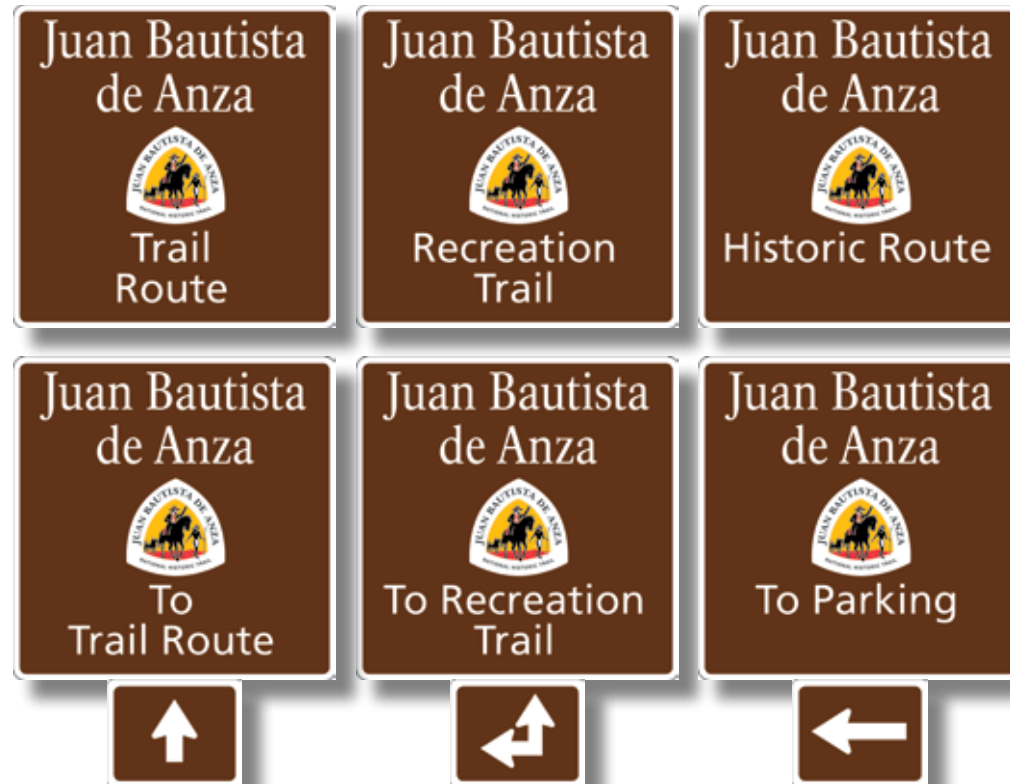 Juan Bautista
de Anza
JUAN BAUTISTA DE ANZA
NATIONAL HISTORIC TRAIL
Trail
Route
Juan Bautista
de Anza
JUAN BAUTISTA DE ANZA
NATIONAL HISTORIC TRAIL
Recreation
Trail
Juan Bautista
de Anza
JUAN BAUTISTA DE ANZA
NATIONAL HISTORIC TRAIL
Historic Route
Juan Bautista
de Anza
JUAN BAUTISTA DE ANZA
NATIONAL HISTORIC TRAIL
To
Trail Route
Juan Bautista
de Anza
JUAN BAUTISTA DE ANZA
NATIONAL HISTORIC TRAIL
To Recreation
Trail
Juan Bautista
de Anza
JUAN BAUTISTA DE ANZA
NATIONAL HISTORIC TRAIL
To Parking